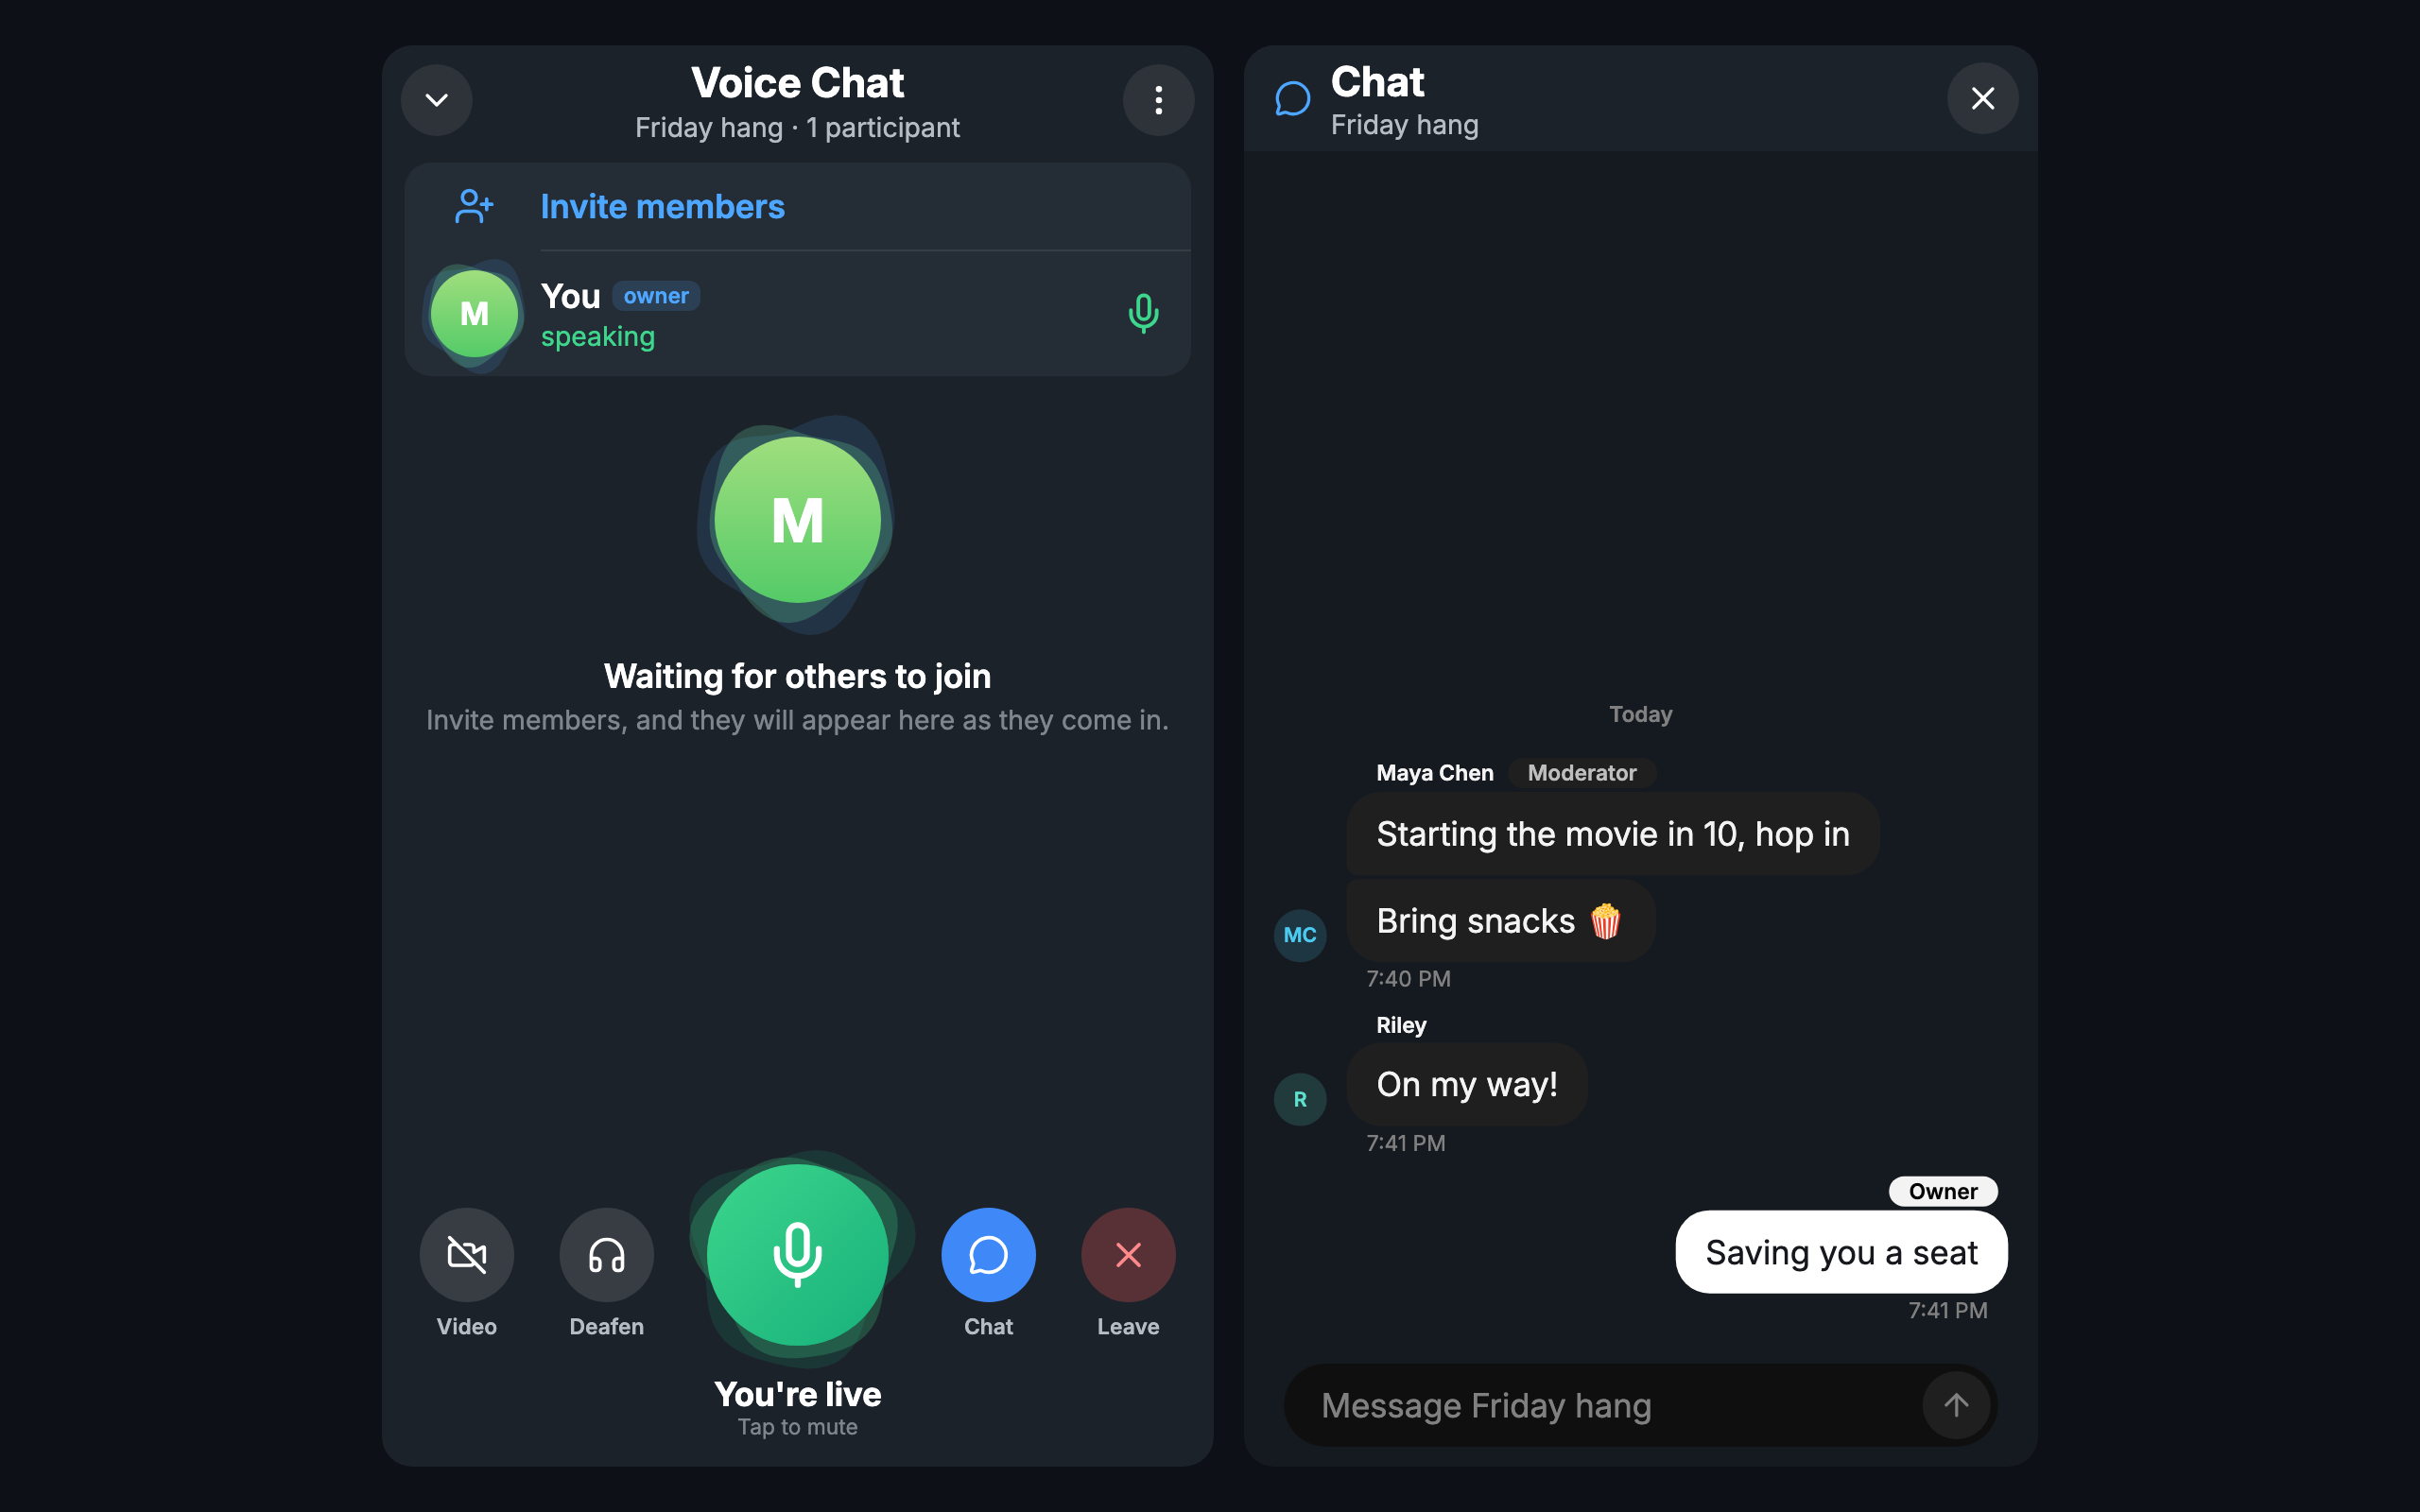 Voice Chat
Friday hang · 1 participant
Invite members
M
You owner
speaking
M
Waiting for others to join
Invite members, and they will appear here as they come in.
Video
Deafen
Chat
Leave
You're live
Tap to mute
Chat
Friday hang
Today
Maya Chen Moderator
Starting the movie in 10, hop in
Bring snacks 🍿
MC
7:40 PM
Riley
On my way!
R
7:41 PM
Owner
Saving you a seat
7:41 PM
Message Friday hang